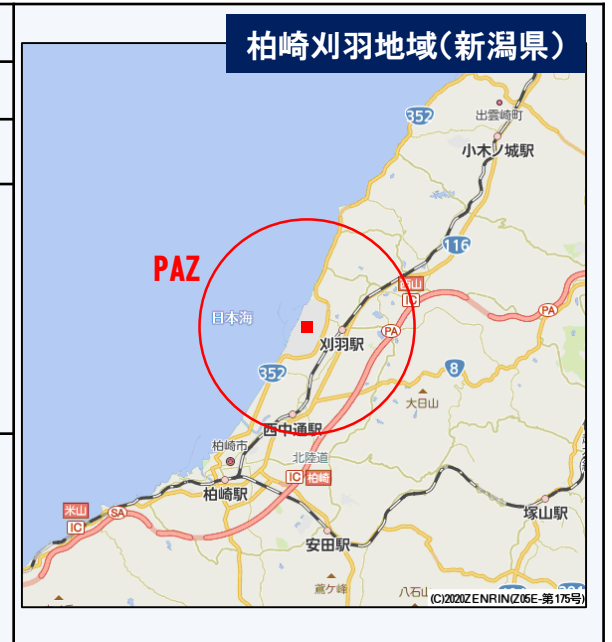 柏崎刈羽地域（新潟県）
352
出雲崎町
小木ノ城駅
116
PAZ
IC
日本海
刈羽駅
PA
PA
352
8
大日山
西中通駅
柏崎市
北陸道
IC 柏崎
柏崎駅
米山
IC
SA
塚山駅
安田駅
鳶ケ峰
八石山
(C)2020ZENRIN(Z05E-第175号)